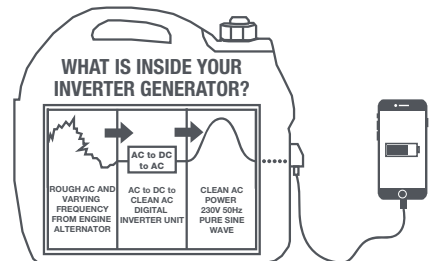 WHAT IS INSIDE YOUR
INVERTER GENERATOR?
AC to DC
to AC
ROUGH AC AND
VARYING
FREQUENCY
FROM ENGINE
ALTERNATOR
AC to DC to
CLEAN AC
DIGITAL
INVERTER UNIT
CLEAN AC
POWER
230V 50Hz
PURE SINE
WAVE